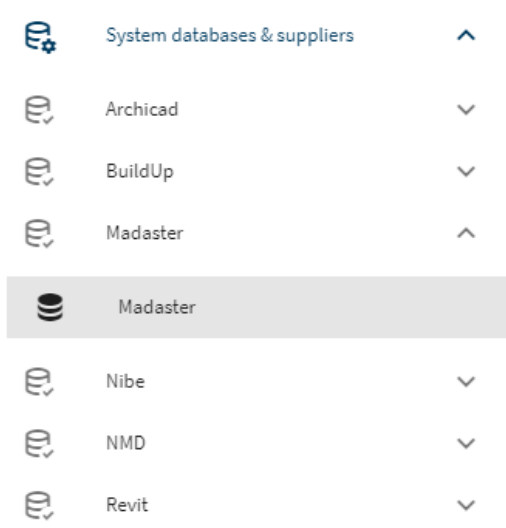 System databases & suppliers
Archicad
BuildUp
Madaster
Madaster
Nibe
NMD
Revit